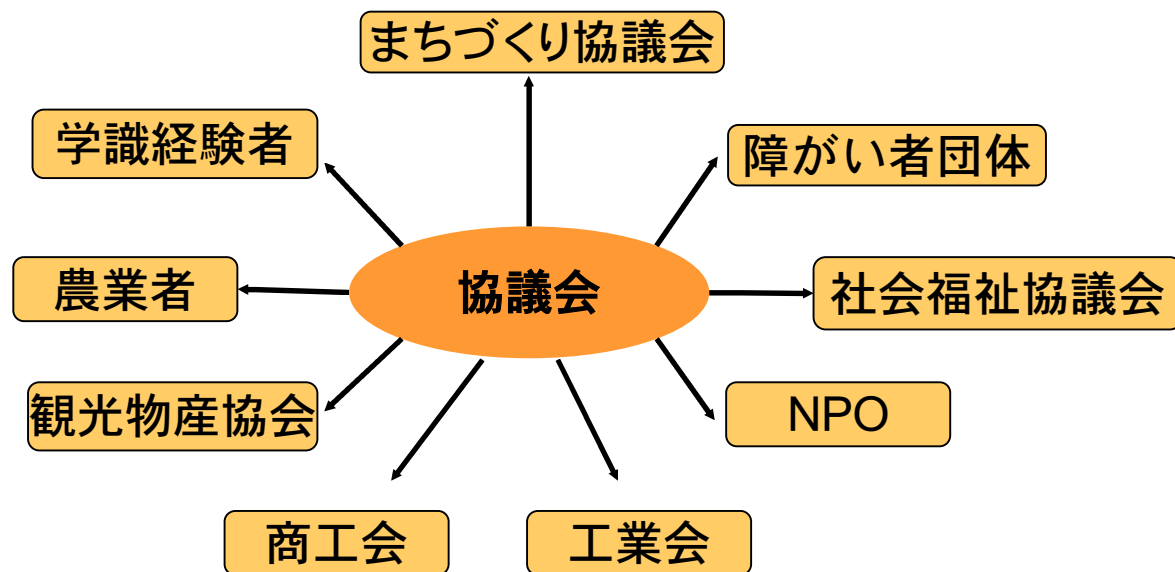 まちづくり協議会
学識経験者
障がい者団体
農業者
協議会
社会福祉協議会
観光物産協会
NPO
商工会
工業会